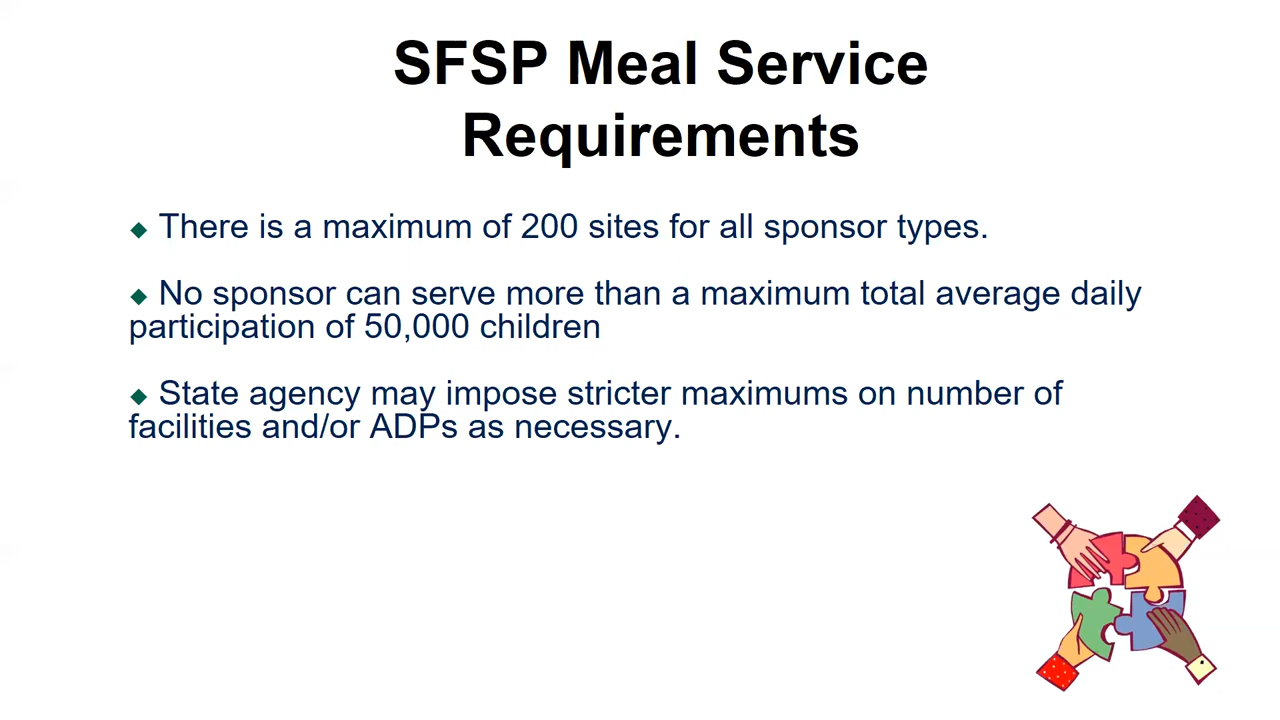 SFSP Meal Service
Requirements
◆ There is a maximum of 200 sites for all sponsor types.
◆ No sponsor can serve more than a maximum total average daily
participation of 50,000 children
◆ State agency may impose stricter maximums on number of
facilities and/or ADPs as necessary.